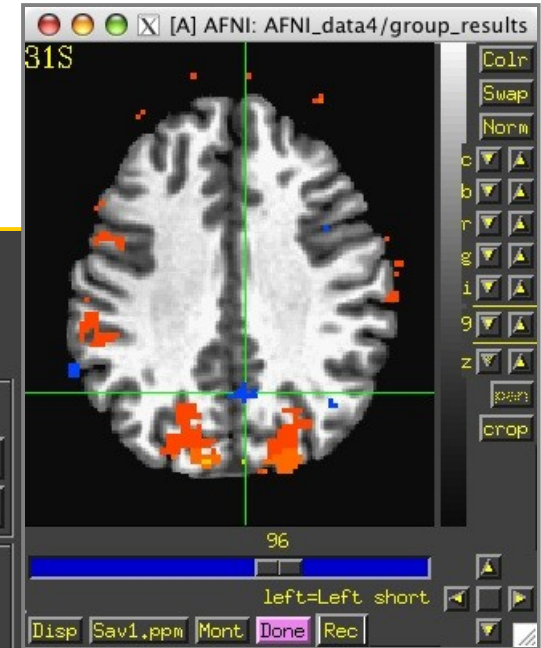 [A] AFNI: AFNI_data4/group_results
31S
Colr
Swap
Norm
c
b
r
g
i
9
z
pan
crop
96
left=Left short
Disp Sav1.ppm Mont Done Rec